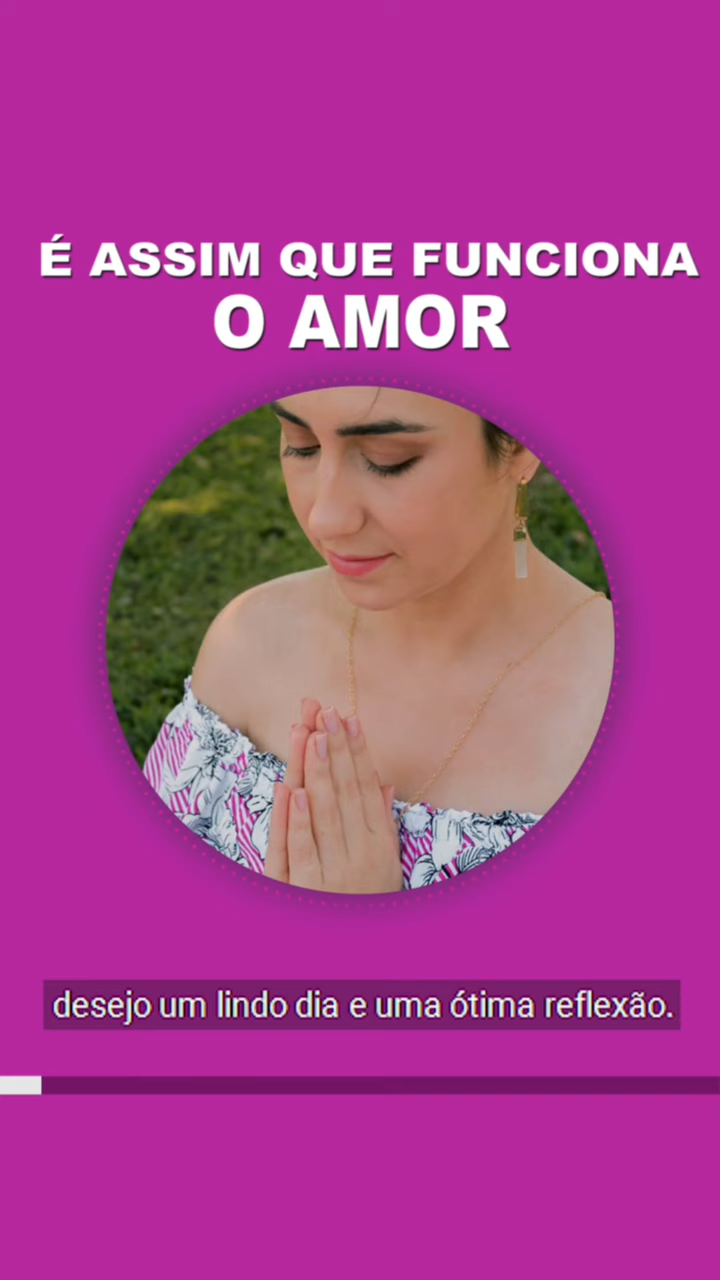 É ASSIM QUE FUNCIONA
O AMOR
desejo um lindo dia e uma ótima reflexão.